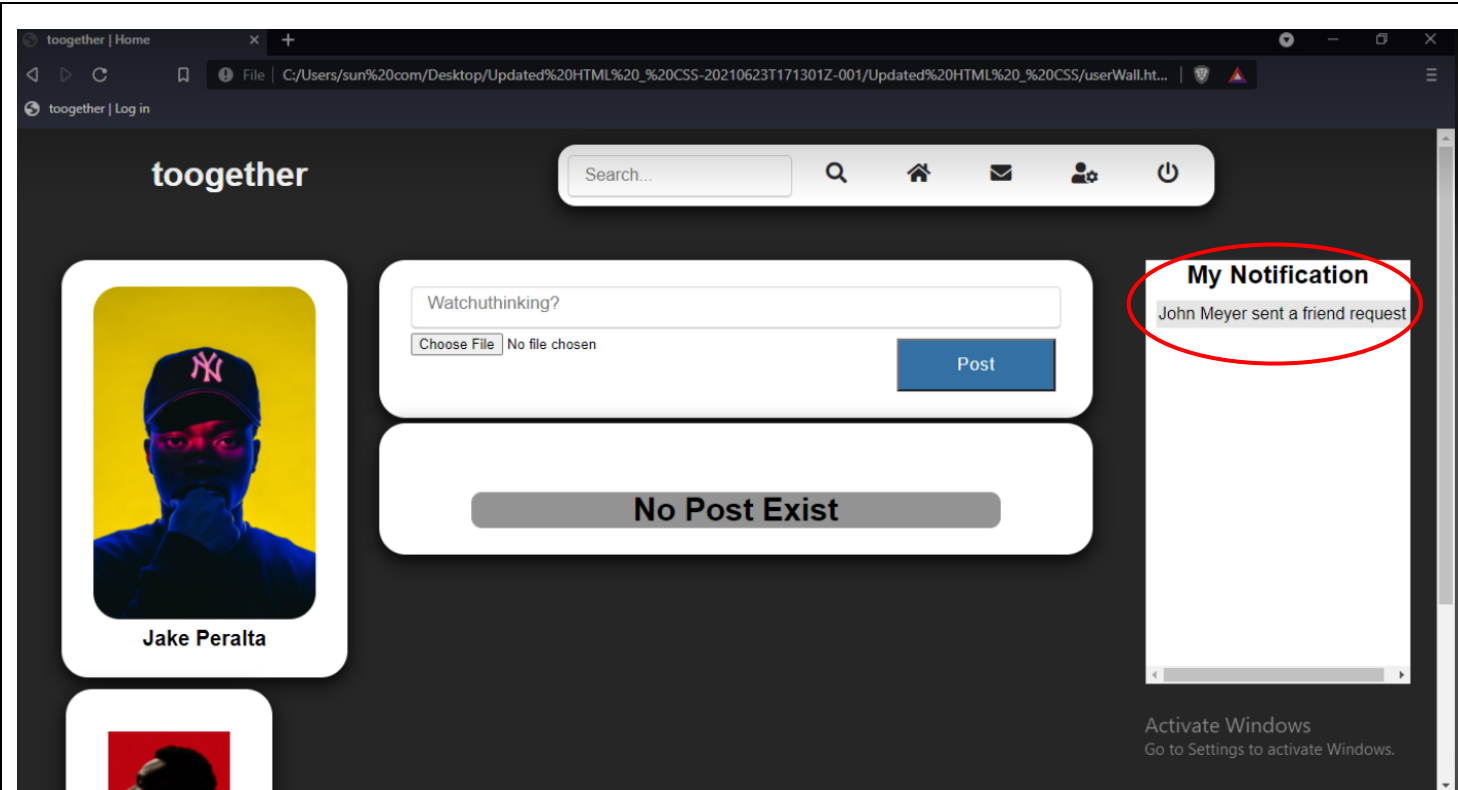 toogether | Home
File | C:/Users/sun%20com/Desktop/Updated%20HTML%20_%20CSS-20210623T171301Z-001/Updated%20HTML%20_%20CSS/userWall.ht...
toogether | Log in
toogether
Search...
Watchuthinking?
Choose File No file chosen
Post
No Post Exist
NY
Jake Peralta
My Notification
John Meyer sent a friend request
Activate Windows
Go to Settings to activate Windows.